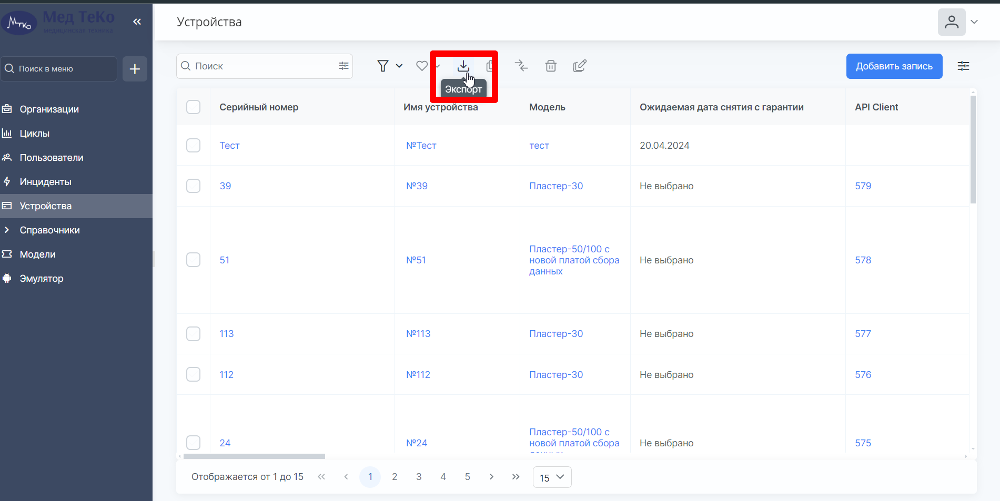 Мед ТеКо
медицинская техника
Устройства
Поиск в меню
Поиск
Добавить запись
Экспорт
Организации
Циклы
Пользователи
Инциденты
Устройства
Справочники
Модели
Эмулятор
Серийный номер Имя устройства Модель Ожидаемая дата снятия с гарантии API Client
Тест №Тест тест 20.04.2024
39 №39 Пластер-30 Не выбрано 579
51 №51 Пластер-50/100 с новой платой сбора данных Не выбрано 578
113 №113 Пластер-30 Не выбрано 577
112 №112 Пластер-30 Не выбрано 576
24 №24 Пластер-50/100 с новой платой сбора Не выбрано 575
Отображается от 1 до 15 1 2 3 4 5 15